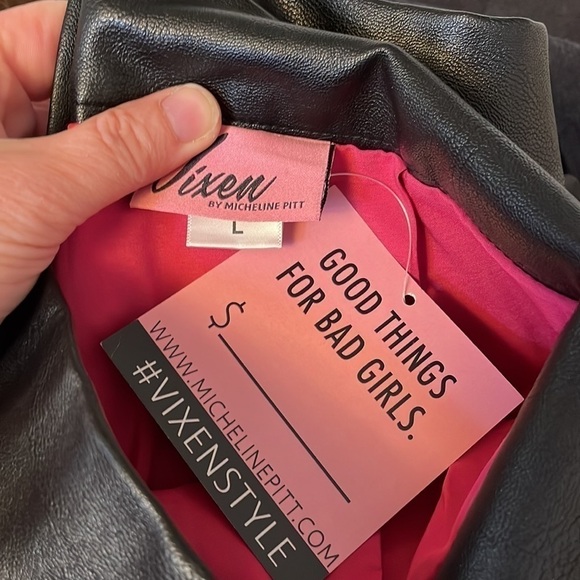 Vixen
BY MICHELINE PITT
L
GOOD THINGS
FOR BAD GIRLS.
$
WWW.MICHELINEPITT.COM
#VIXENSTYLE